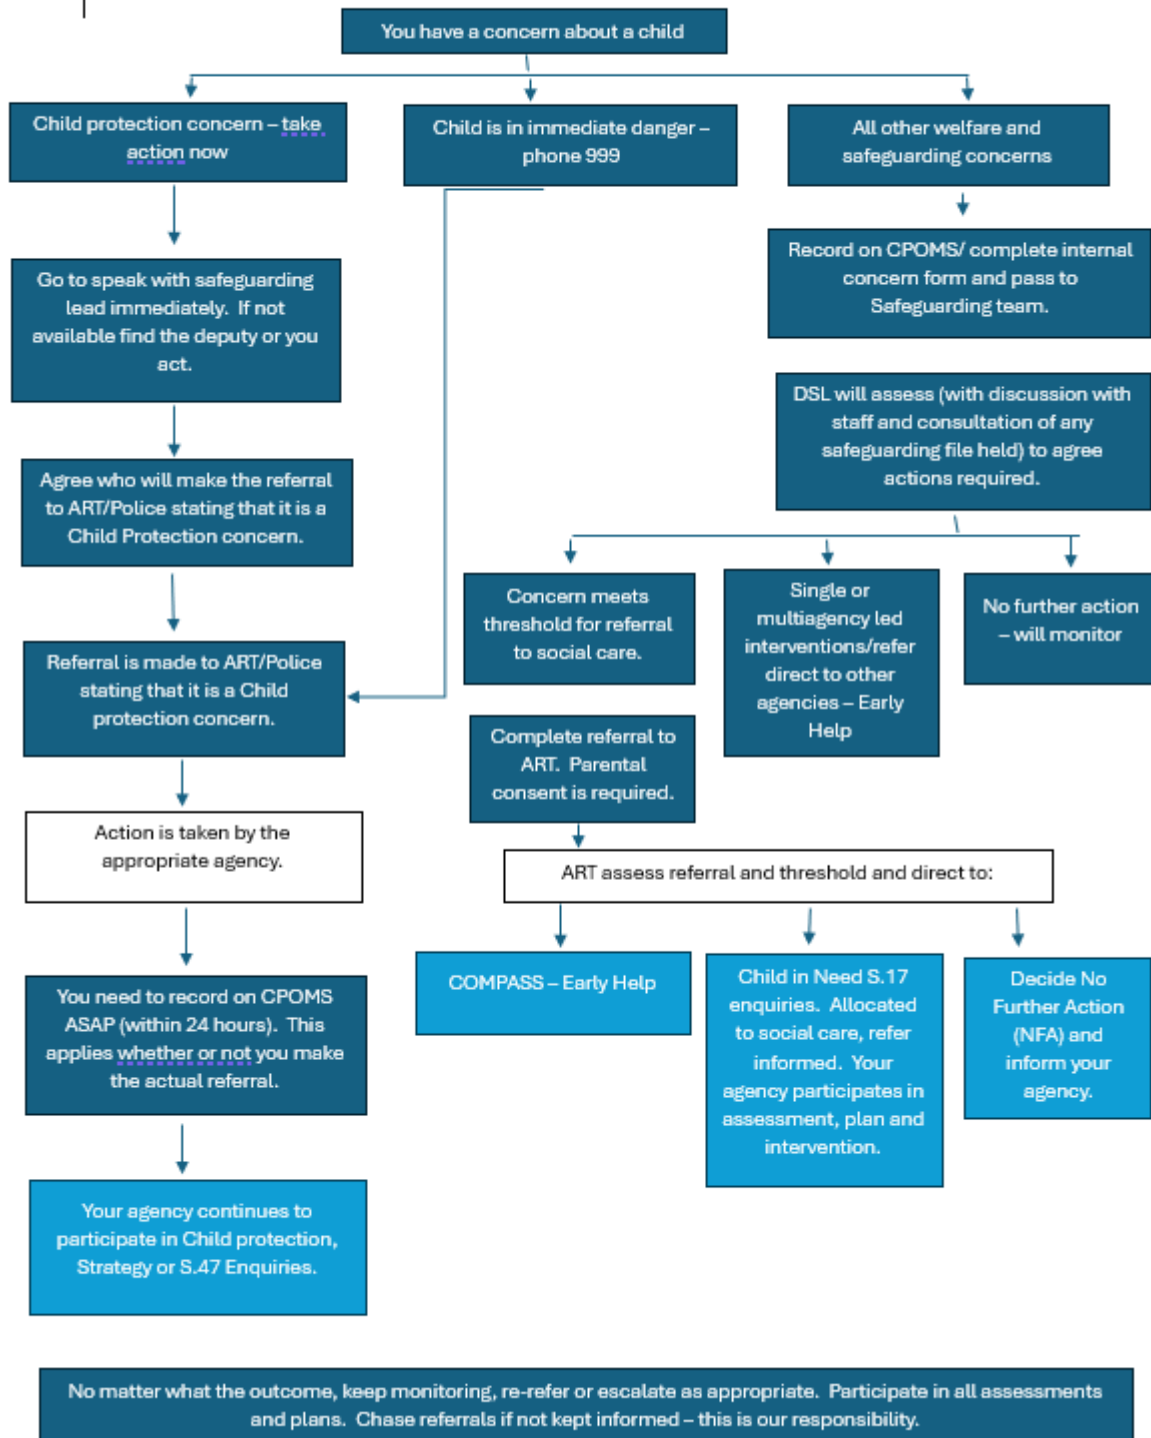 You have a concern about a child
Child protection concern – take
action now
Child is in immediate danger –
phone 999
All other welfare and
safeguarding concerns
Go to speak with safeguarding
lead immediately. If not
available find the deputy or you
act.
Record on CPOMS/ complete internal
concern form and pass to
Safeguarding team.
DSL will assess (with discussion with
staff and consultation of any
safeguarding file held) to agree
actions required.
Agree who will make the referral
to ART/Police stating that it is a
Child Protection concern.
Concern meets
threshold for referral
to social care.
Single or
multiagency led
interventions/refer
direct to other
agencies – Early
Help
No further action
– will monitor
Referral is made to ART/Police
stating that it is a Child
protection concern.
Complete referral to
ART. Parental
consent is required.
Action is taken by the
appropriate agency.
ART assess referral and threshold and direct to:
COMPASS – Early Help
Child in Need S.17
enquiries. Allocated
to social care, refer
informed. Your
agency participates in
assessment, plan and
intervention.
Decide No
Further Action
(NFA) and
inform your
agency.
You need to record on CPOMS
ASAP (within 24 hours). This
applies whether or not you make
the actual referral.
Your agency continues to
participate in Child protection,
Strategy or S.47 Enquiries.
No matter what the outcome, keep monitoring, re-refer or escalate as appropriate. Participate in all assessments
and plans. Chase referrals if not kept informed – this is our responsibility.